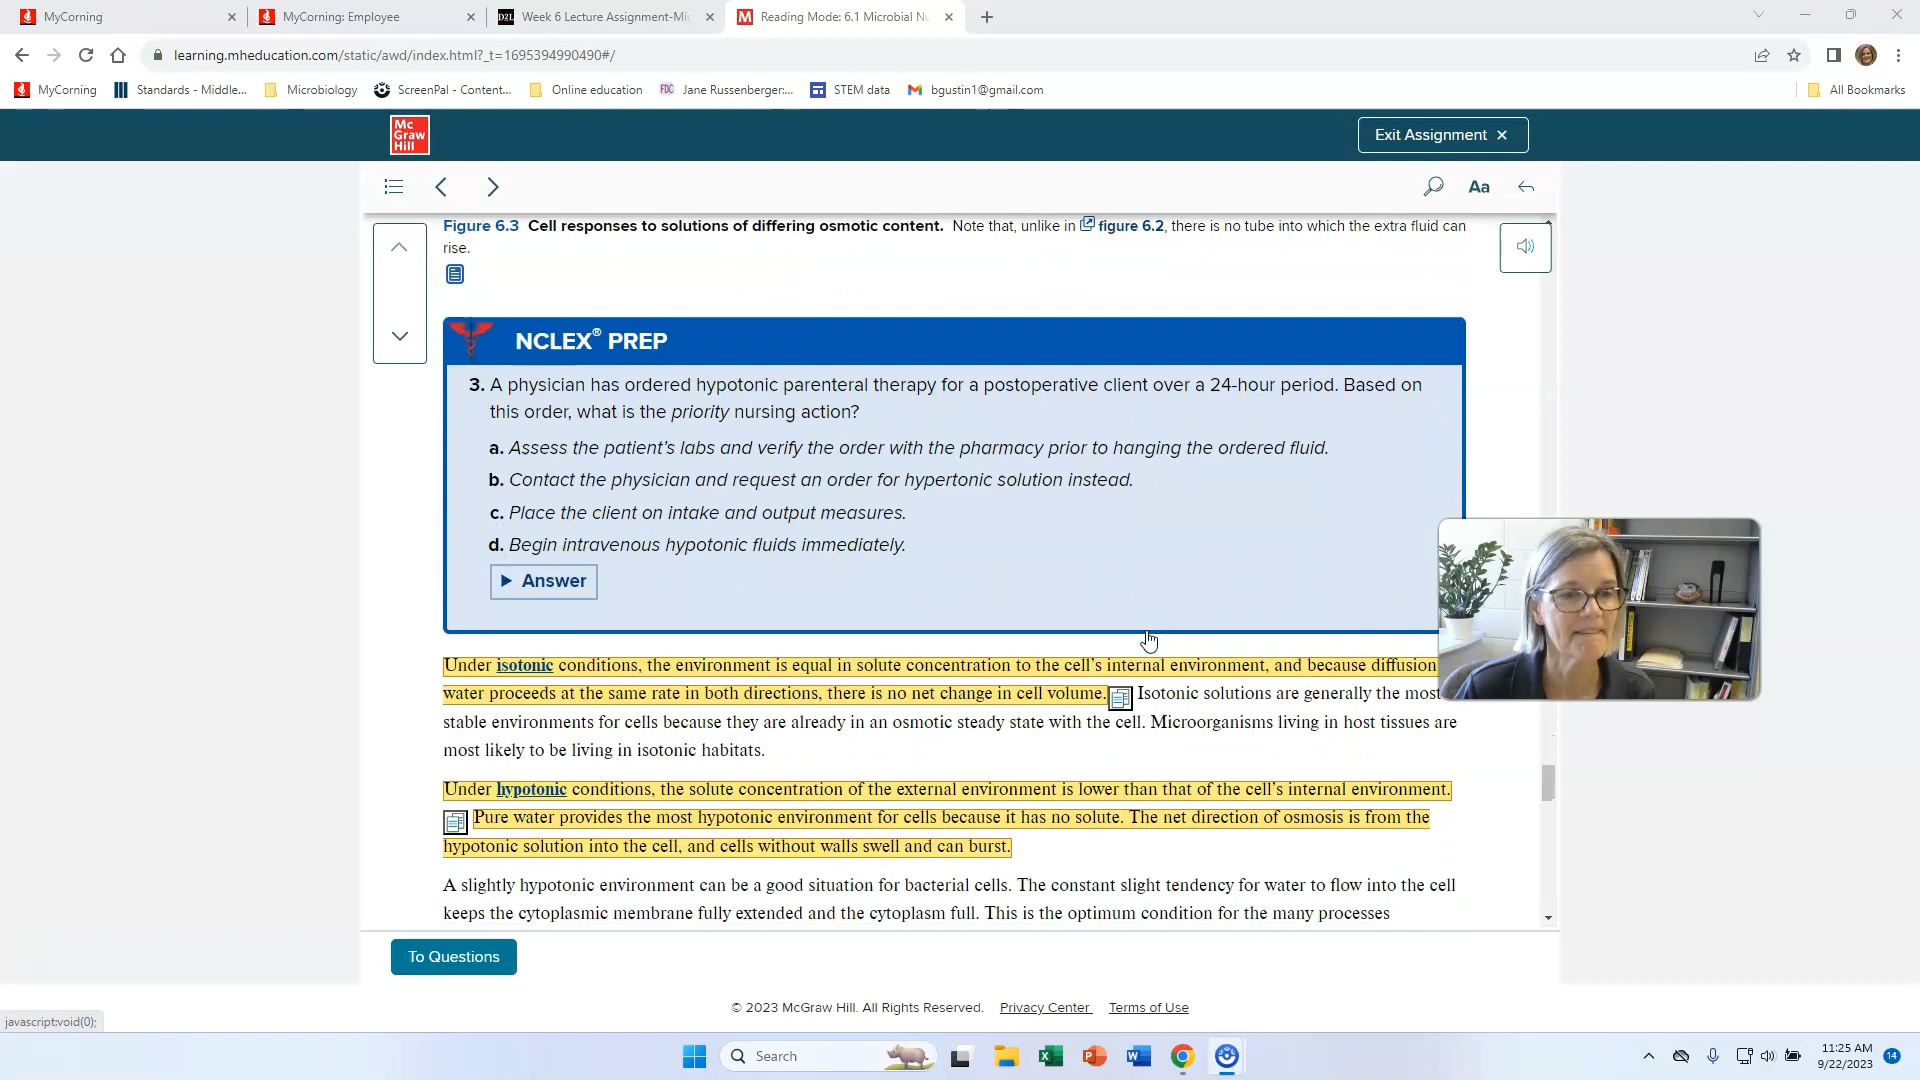 MyCorning
MyCorning: Employee
D2L
Week 6 Lecture Assignment-Mi
M
Reading Mode: 6.1 Microbial Nu
learning.mheducation.com/static/awd/index.html?_t=1695394990490#/
MyCorning
Standards - Middle...
Microbiology
ScreenPal - Content...
Online education
FDC
Jane Russenberger:...
STEM data
bgustin1@gmail.com
All Bookmarks
Mc
Graw
Hill
Exit Assignment
Aa
Figure 6.3 Cell responses to solutions of differing osmotic content. Note that, unlike in figure 6.2, there is no tube into which the extra fluid can
rise.
NCLEX® PREP
3. A physician has ordered hypotonic parenteral therapy for a postoperative client over a 24-hour period. Based on
this order, what is the priority nursing action?
a. Assess the patient's labs and verify the order with the pharmacy prior to hanging the ordered fluid.
b. Contact the physician and request an order for hypertonic solution instead.
c. Place the client on intake and output measures.
d. Begin intravenous hypotonic fluids immediately.
Answer
Under isotonic conditions, the environment is equal in solute concentration to the cell's internal environment, and because diffusion
water proceeds at the same rate in both directions, there is no net change in cell volume. Isotonic solutions are generally the most
stable environments for cells because they are already in an osmotic steady state with the cell. Microorganisms living in host tissues are
most likely to be living in isotonic habitats.
Under hypotonic conditions, the solute concentration of the external environment is lower than that of the cell's internal environment.
Pure water provides the most hypotonic environment for cells because it has no solute. The net direction of osmosis is from the
hypotonic solution into the cell, and cells without walls swell and can burst.
A slightly hypotonic environment can be a good situation for bacterial cells. The constant slight tendency for water to flow into the cell
keeps the cytoplasmic membrane fully extended and the cytoplasm full. This is the optimum condition for the many processes
To Questions
© 2023 McGraw Hill. All Rights Reserved. Privacy Center Terms of Use
javascript:void(0);
Search
11:25 AM
9/22/2023
14